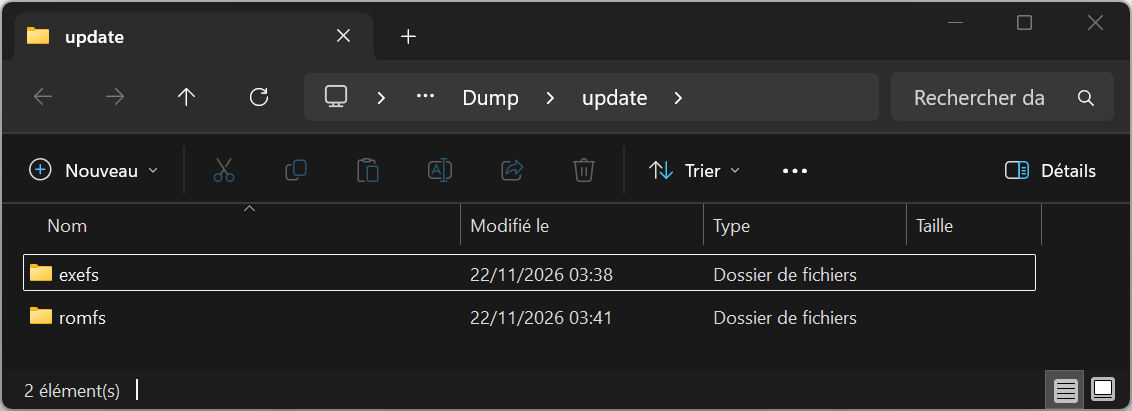 update
Dump update Rechercher da
Nouveau Trier Détails
Nom Modifié le Type Taille
exefs 22/11/2026 03:38 Dossier de fichiers
romfs 22/11/2026 03:41 Dossier de fichiers
2 élément(s)